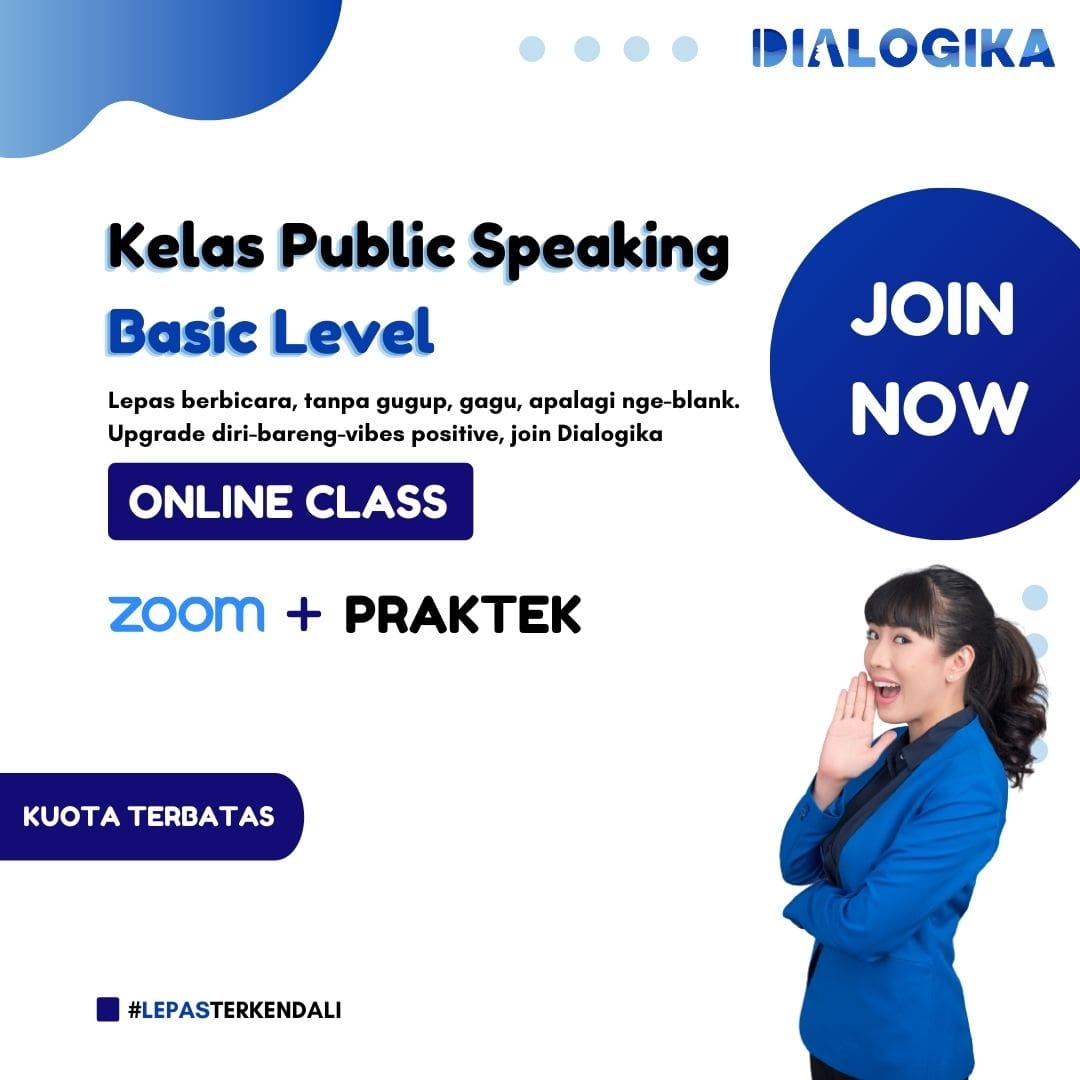 DIALOGIKA
Kelas Public Speaking
Basic Level
Lepas berbicara, tanpa gugup, gagu, apalagi nge-blank.
Upgrade diri-bareng-vibes positive, join Dialogika
ONLINE CLASS
zoom + PRAKTEK
JOIN
NOW
KUOTA TERBATAS
#LEPASTERKENDALI